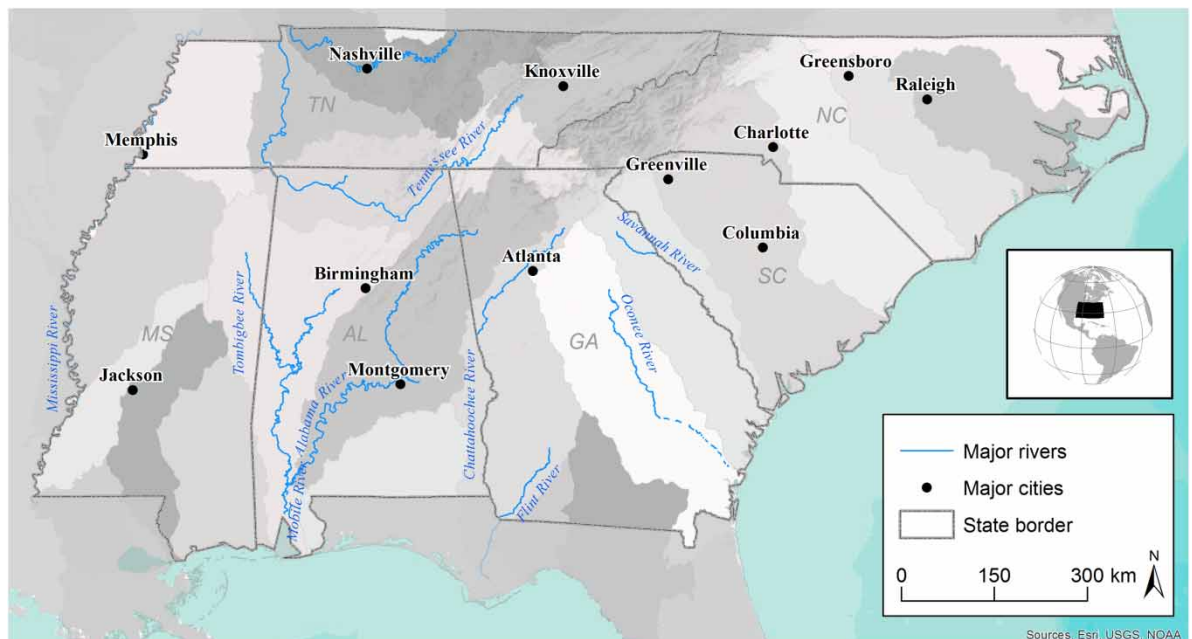 Nashville
Knoxville
Greensboro
Raleigh
TN
NC
Memphis
Charlotte
Tennessee River
Greenville
Savannah River
Columbia
Atlanta
SC
Birmingham
Tombigbee River
Mississippi River
MS
AL
GA
Oconee River
Jackson
Montgomery
Alabama River
Chattahoochee River
Mobile River
Flint River
Major rivers
Major cities
State border
N
0 150 300 km
Sources: Esri, USGS, NOAA